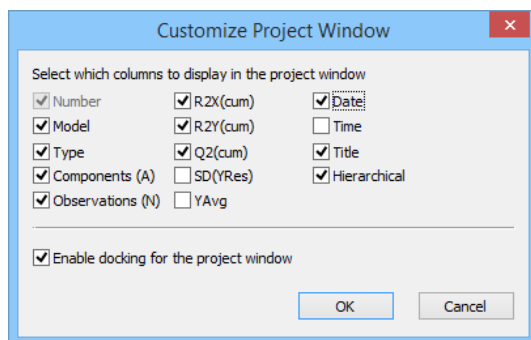 Customize Project Window
Select which columns to display in the project window
Number R2X(cum) Date
Model R2Y(cum) Time
Type Q2(cum) Title
Components (A) SD(YRes) Hierarchical
Observations (N) YAvg
Enable docking for the project window
OK Cancel